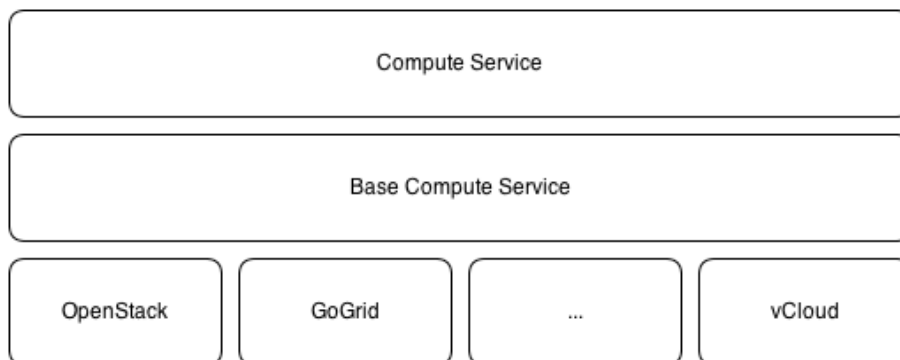 Compute Service
Base Compute Service
OpenStack
GoGrid
...
vCloud